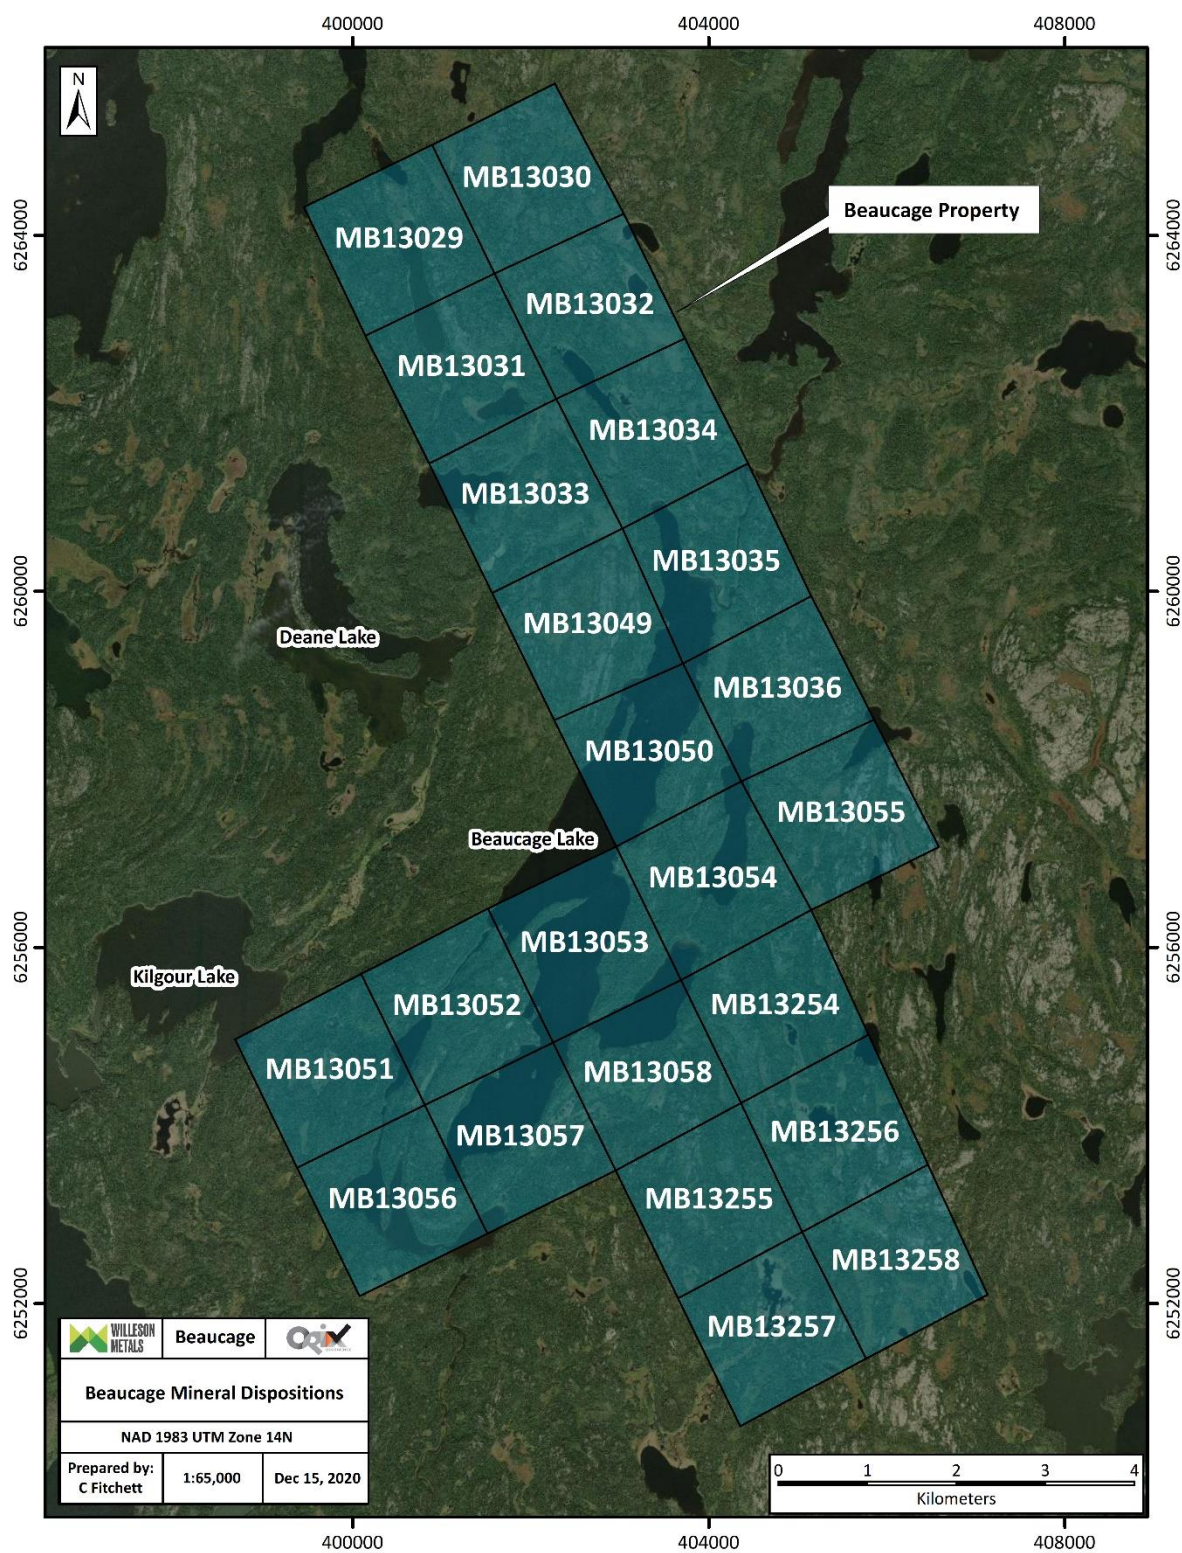 400000
404000
408000
N
MB13030
Beaucage Property
6264000
MB13029
6264000
MB13032
MB13031
MB13034
MB13033
MB13035
6260000
6260000
MB13049
Deane Lake
MB13036
MB13050
MB13055
Beaucage Lake
MB13054
MB13053
6256000
6256000
Kilgour Lake
MB13052
MB13254
MB13051
MB13058
MB13057
MB13256
MB13056
MB13255
MB13258
6252000
6252000
MB13257
WILLESON
METALS
Beaucage
Beaucage Mineral Dispositions
NAD 1983 UTM Zone 14N
Prepared by:
C Fitchett
1:65,000
Dec 15, 2020
0 1 2 3 4
Kilometers
400000
404000
408000